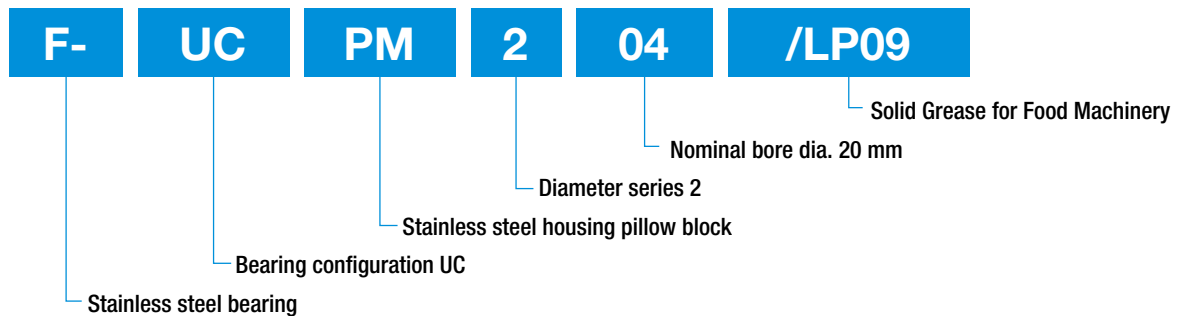 F- UC PM 2 04 /LP09
Solid Grease for Food Machinery
Nominal bore dia. 20 mm
Diameter series 2
Stainless steel housing pillow block
Bearing configuration UC
Stainless steel bearing